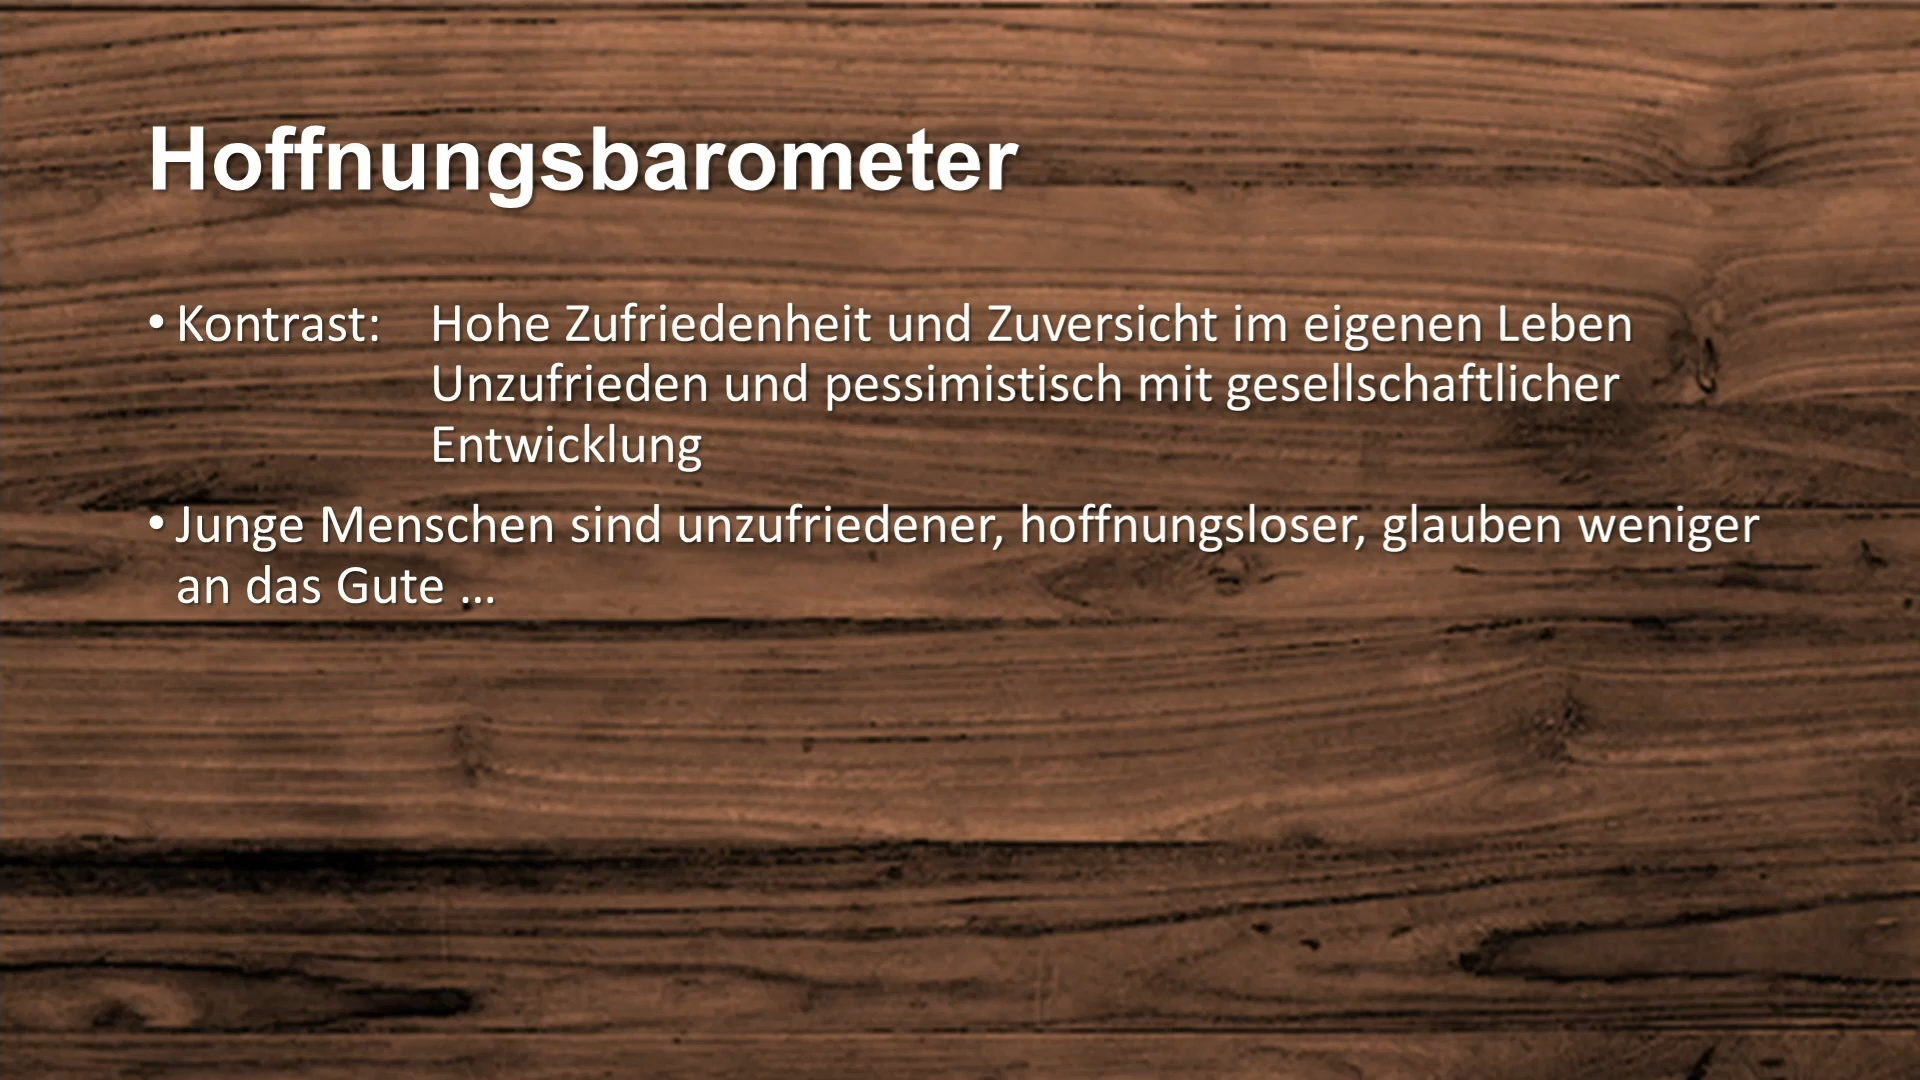 Hoffnungsbarometer
• Kontrast: Hohe Zufriedenheit und Zuversicht im eigenen Leben
Unzufrieden und pessimistisch mit gesellschaftlicher
Entwicklung
• Junge Menschen sind unzufriedener, hoffnungsloser, glauben weniger
an das Gute ...